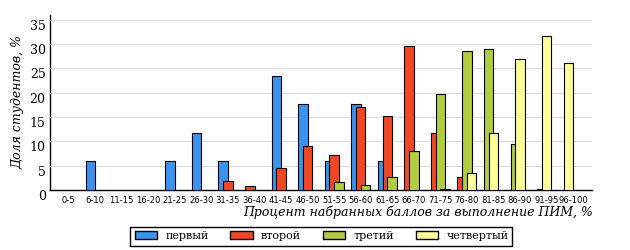 Доля студентов, %
35
30
25
20
15
10
5
0
0-5 6-10 11-15 16-20 21-25 26-30 31-35 36-40 41-45 46-50 51-55 56-60 61-65 66-70 71-75 76-80 81-85 86-90 91-95 96-100
Процент набранных баллов за выполнение ПИМ, %
первый второй третий четвертый